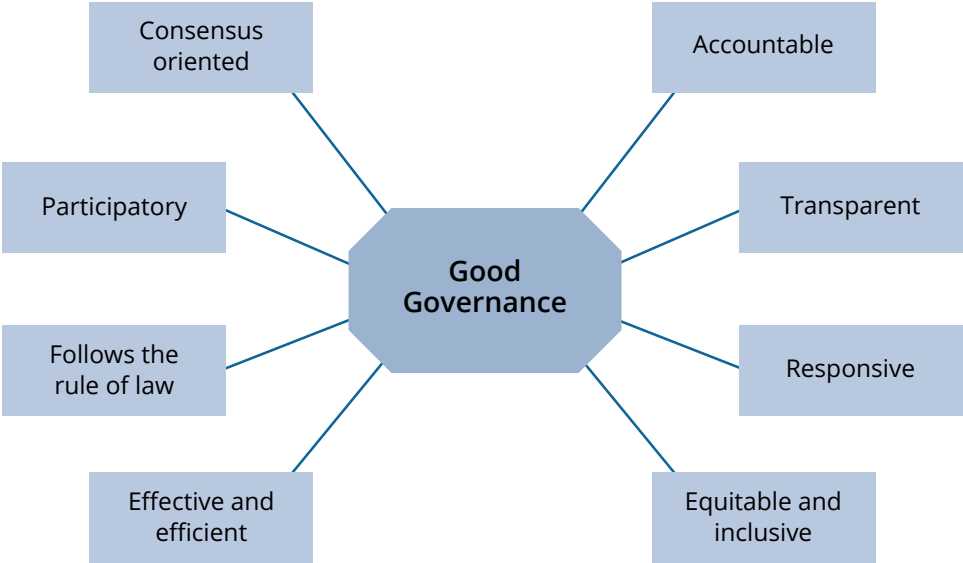 Consensus
oriented
Accountable
Participatory
Transparent
Good
Governance
Follows the
rule of law
Responsive
Effective and
efficient
Equitable and
inclusive